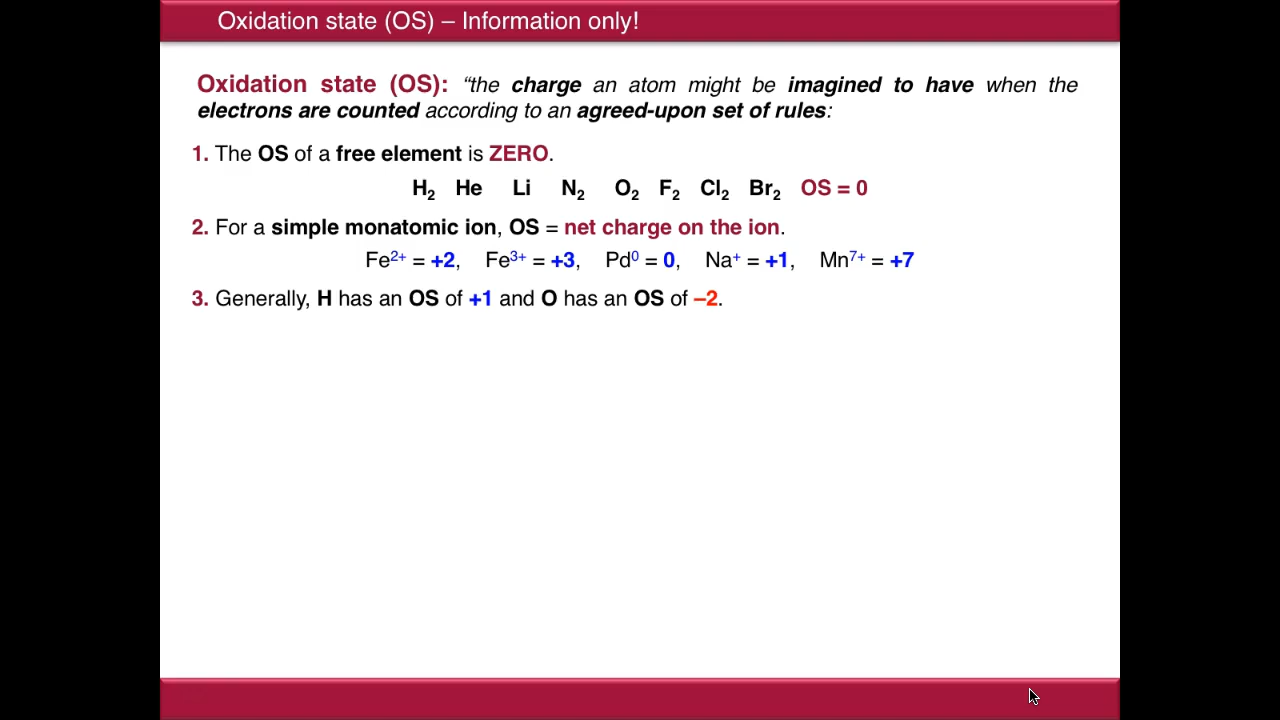 Oxidation state (OS) – Information only!
Oxidation state (OS): “the charge an atom might be imagined to have when the
electrons are counted according to an agreed-upon set of rules:
1. The OS of a free element is ZERO.
H₂ He Li N₂ O₂ F₂ Cl₂ Br₂ OS = 0
2. For a simple monatomic ion, OS = net charge on the ion.
Fe²⁺ = +2, Fe³⁺ = +3, Pd⁰ = 0, Na⁺ = +1, Mn⁷⁺ = +7
3. Generally, H has an OS of +1 and O has an OS of –2.